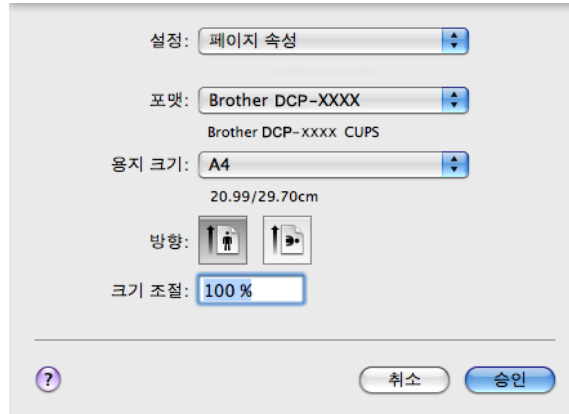 설정: 페이지 속성
포맷: Brother DCP-XXXX
Brother DCP-XXXX CUPS
용지 크기: A4
20.99/29.70cm
방향:
크기 조절: 100 %
? 취소 승인